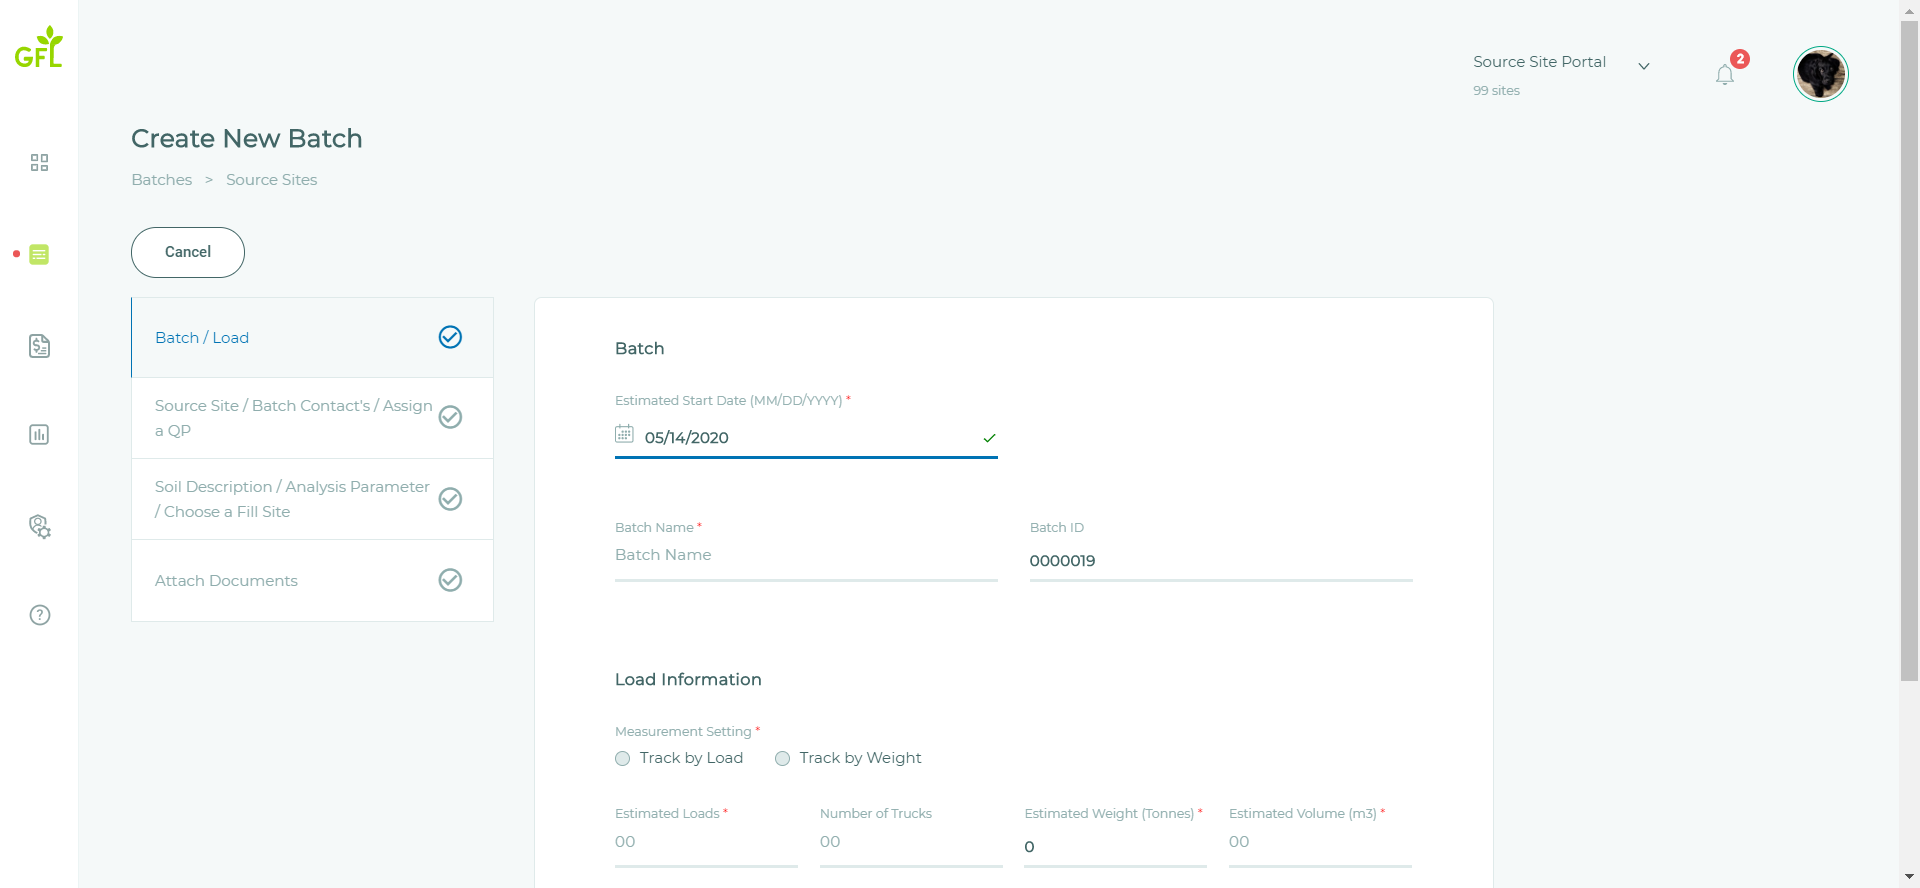 GFL
Source Site Portal
99 sites
2
Create New Batch
Batches > Source Sites
Cancel
Batch / Load
Source Site / Batch Contact's / Assign
a QP
Soil Description / Analysis Parameter
/ Choose a Fill Site
Attach Documents
Batch
Estimated Start Date (MM/DD/YYYY) *
05/14/2020
Batch Name * Batch ID
Batch Name 0000019
Load Information
Measurement Setting *
Track by Load Track by Weight
Estimated Loads * Number of Trucks Estimated Weight (Tonnes) * Estimated Volume (m3) *
00 00 0 00